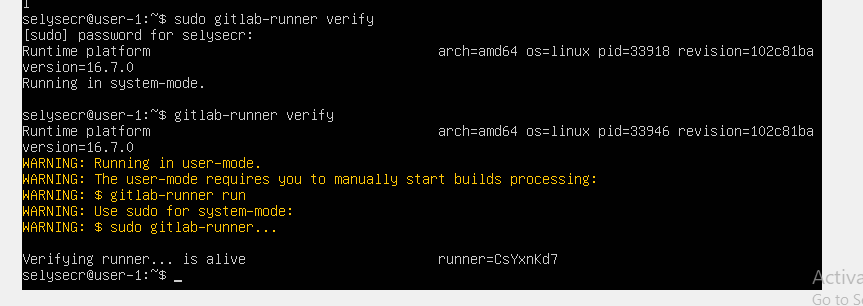 selysecr@user-1:~$ sudo gitlab-runner verify
[sudo] password for selysecr:
Runtime platform arch=amd64 os=linux pid=33918 revision=102c81ba
version=16.7.0
Running in system-mode.
selysecr@user-1:~$ gitlab-runner verify
Runtime platform arch=amd64 os=linux pid=33946 revision=102c81ba
version=16.7.0
WARNING: Running in user-mode.
WARNING: The user-mode requires you to manually start builds processing:
WARNING: $ gitlab-runner run
WARNING: Use sudo for system-mode:
WARNING: $ sudo gitlab-runner...
Verifying runner... is alive runner=CsYxnKd7
selysecr@user-1:~$ _
Activa
Go to S